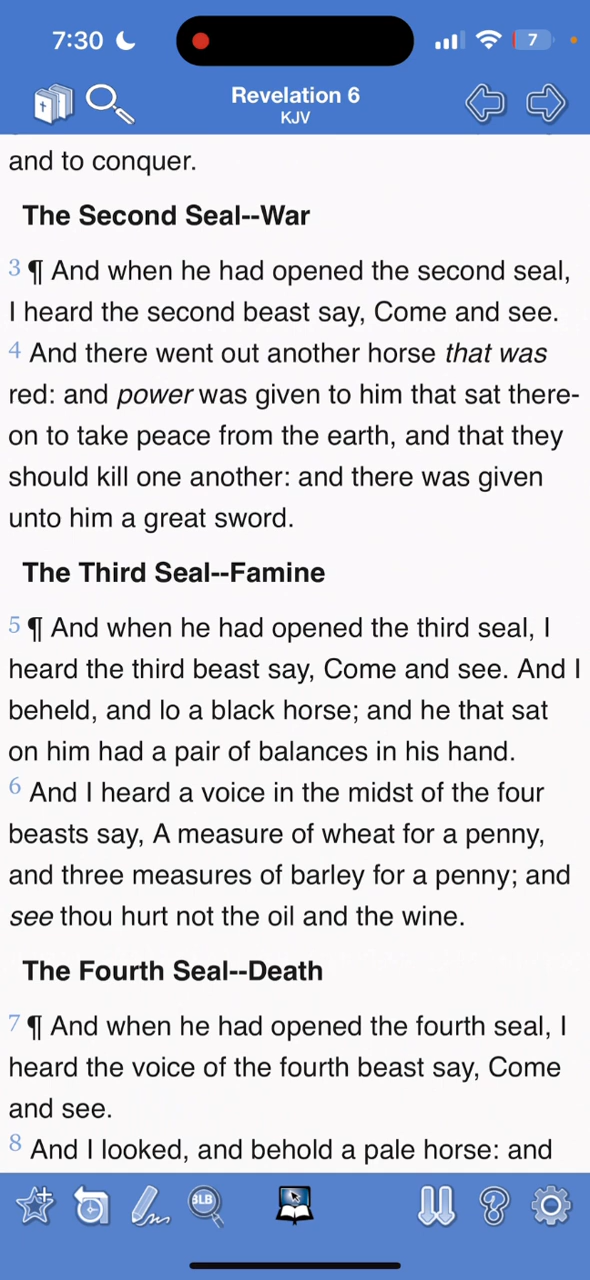 7:30
7
Revelation 6
KJV
and to conquer.
The Second Seal--War
3 ¶ And when he had opened the second seal,
I heard the second beast say, Come and see.
4 And there went out another horse that was
red: and power was given to him that sat there-
on to take peace from the earth, and that they
should kill one another: and there was given
unto him a great sword.
The Third Seal--Famine
5 ¶ And when he had opened the third seal, I
heard the third beast say, Come and see. And I
beheld, and lo a black horse; and he that sat
on him had a pair of balances in his hand.
6 And I heard a voice in the midst of the four
beasts say, A measure of wheat for a penny,
and three measures of barley for a penny; and
see thou hurt not the oil and the wine.
The Fourth Seal--Death
7 ¶ And when he had opened the fourth seal, I
heard the voice of the fourth beast say, Come
and see.
8 And I looked, and behold a pale horse: and
BLB